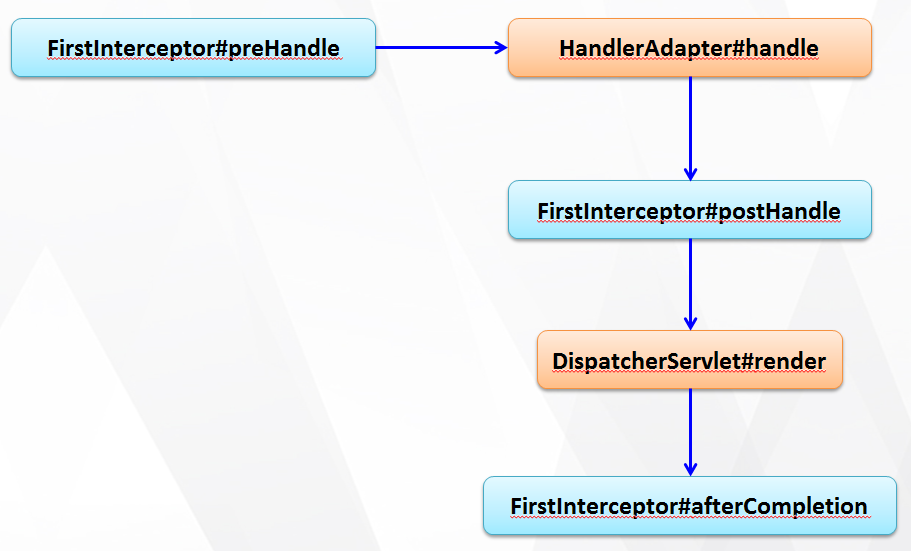 FirstInterceptor#preHandle
HandlerAdapter#handle
FirstInterceptor#postHandle
DispatcherServlet#render
FirstInterceptor#afterCompletion